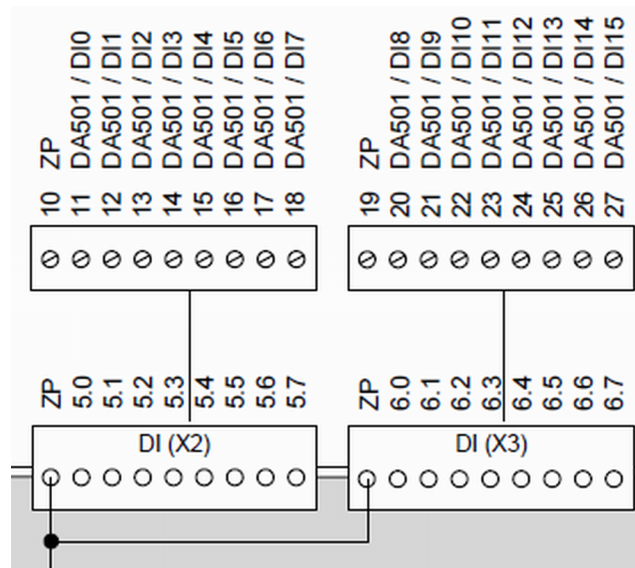 10 ZP
11 DA501 / DI0
12 DA501 / DI1
13 DA501 / DI2
14 DA501 / DI3
15 DA501 / DI4
16 DA501 / DI5
17 DA501 / DI6
18 DA501 / DI7
19 ZP
20 DA501 / DI8
21 DA501 / DI9
22 DA501 / DI10
23 DA501 / DI11
24 DA501 / DI12
25 DA501 / DI13
26 DA501 / DI14
27 DA501 / DI15
ZP
5.0
5.1
5.2
5.3
5.4
5.5
5.6
5.7
DI (X2)
ZP
6.0
6.1
6.2
6.3
6.4
6.5
6.6
6.7
DI (X3)